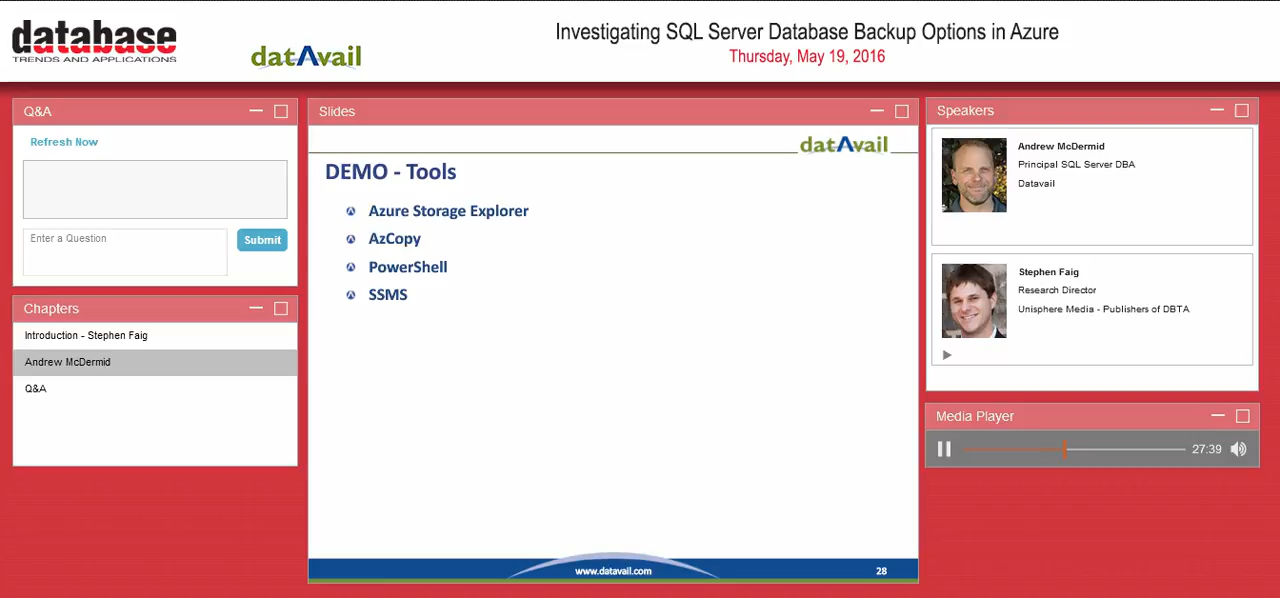 database
TRENDS AND APPLICATIONS
datAvail
Investigating SQL Server Database Backup Options in Azure
Thursday, May 19, 2016
Q&A
Refresh Now
Enter a Question
Submit
Chapters
Introduction - Stephen Faig
Andrew McDermid
Q&A
Slides
datAvail
DEMO - Tools
Azure Storage Explorer
AzCopy
PowerShell
SSMS
www.datavail.com
28
Speakers
Andrew McDermid
Principal SQL Server DBA
Datavail
Stephen Faig
Research Director
Unisphere Media - Publishers of DBTA
Media Player
27:39